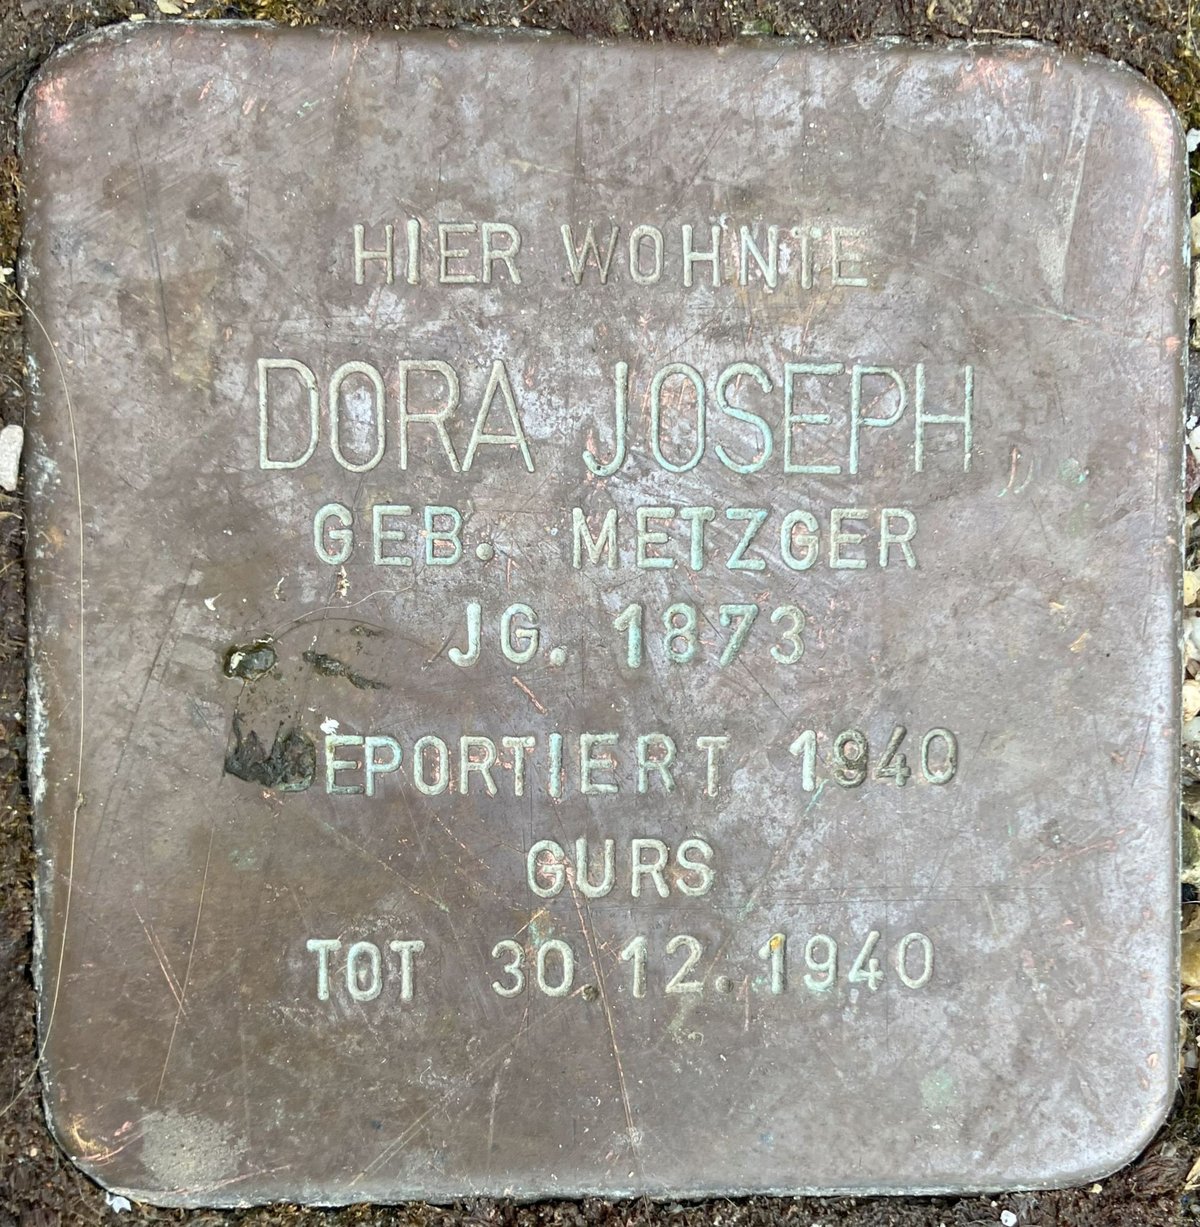 HIER WOHNTE
DORA JOSEPH
GEB. METZGER
JG. 1873
DEPORTIERT 1940
GURS
TOT 30.12.1940